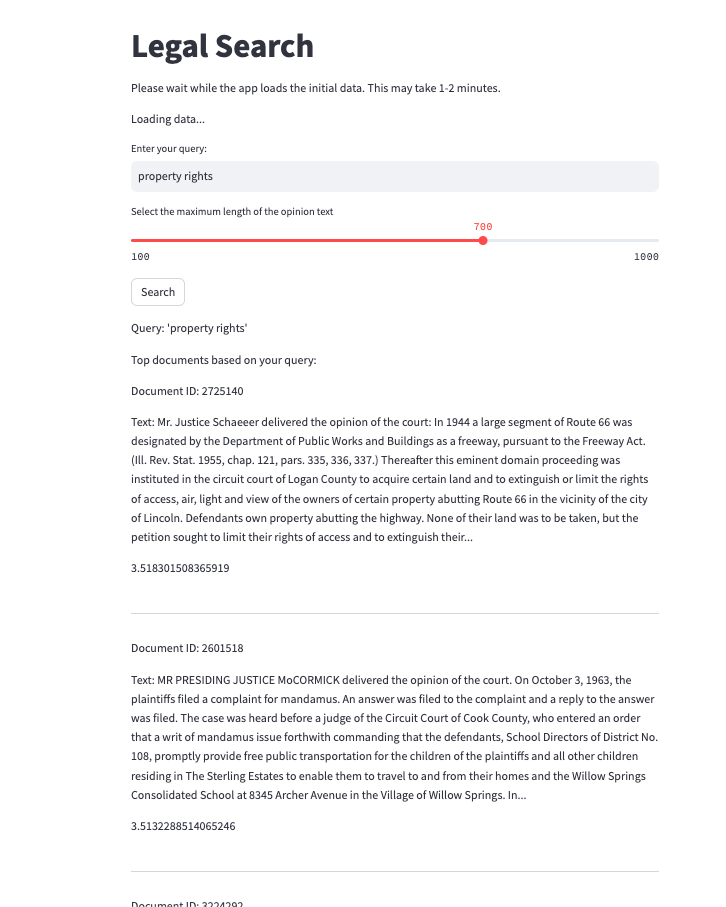 Legal Search
Please wait while the app loads the initial data. This may take 1-2 minutes.
Loading data...
Enter your query:
property rights
Select the maximum length of the opinion text
700
100 1000
Search
Query: 'property rights'
Top documents based on your query:
Document ID: 2725140
Text: Mr. Justice Schaeeer delivered the opinion of the court: In 1944 a large segment of Route 66 was
designated by the Department of Public Works and Buildings as a freeway, pursuant to the Freeway Act.
(Ill. Rev. Stat. 1955, chap. 121, pars. 335, 336, 337.) Thereafter this eminent domain proceeding was
instituted in the circuit court of Logan County to acquire certain land and to extinguish or limit the rights
of access, air, light and view of the owners of certain property abutting Route 66 in the vicinity of the city
of Lincoln. Defendants own property abutting the highway. None of their land was to be taken, but the
petition sought to limit their rights of access and to extinguish their...
3.518301508365919
Document ID: 2601518
Text: MR PRESIDING JUSTICE MoCORMICK delivered the opinion of the court. On October 3, 1963, the
plaintiffs filed a complaint for mandamus. An answer was filed to the complaint and a reply to the answer
was filed. The case was heard before a judge of the Circuit Court of Cook County, who entered an order
that a writ of mandamus issue forthwith commanding that the defendants, School Directors of District No.
108, promptly provide free public transportation for the children of the plaintiffs and all other children
residing in The Sterling Estates to enable them to travel to and from their homes and the Willow Springs
Consolidated School at 8345 Archer Avenue in the Village of Willow Springs. In...
3.5132288514065246
Document ID: 3224292